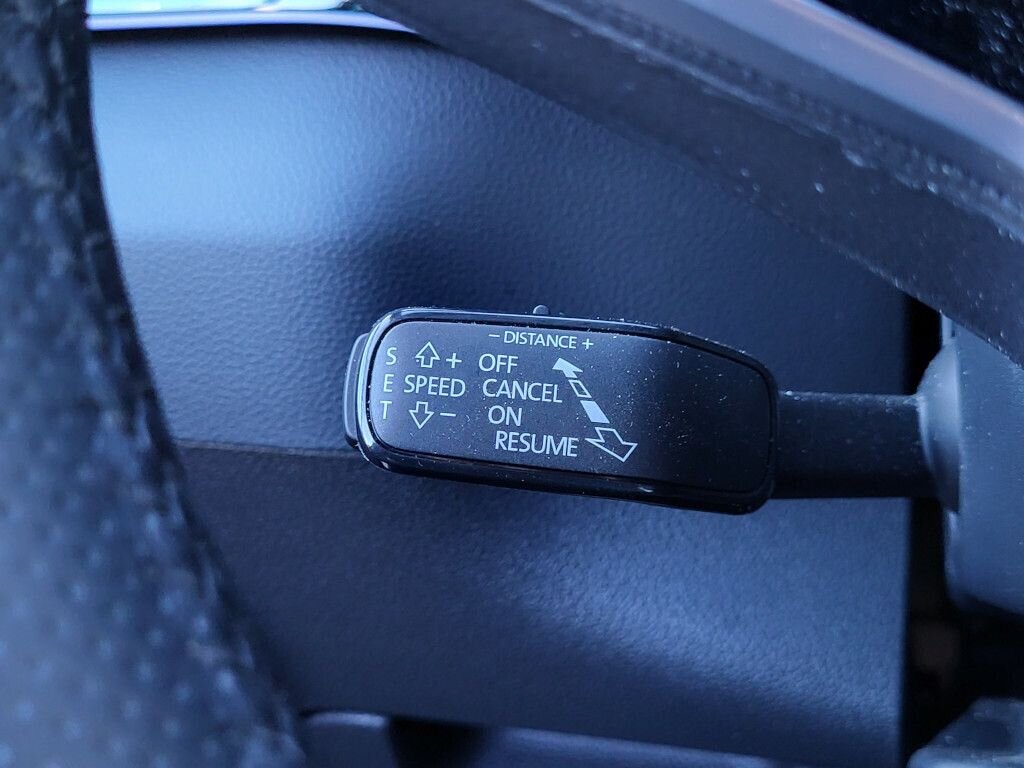 - DISTANCE +
S + OFF
E SPEED CANCEL
T - ON
RESUME